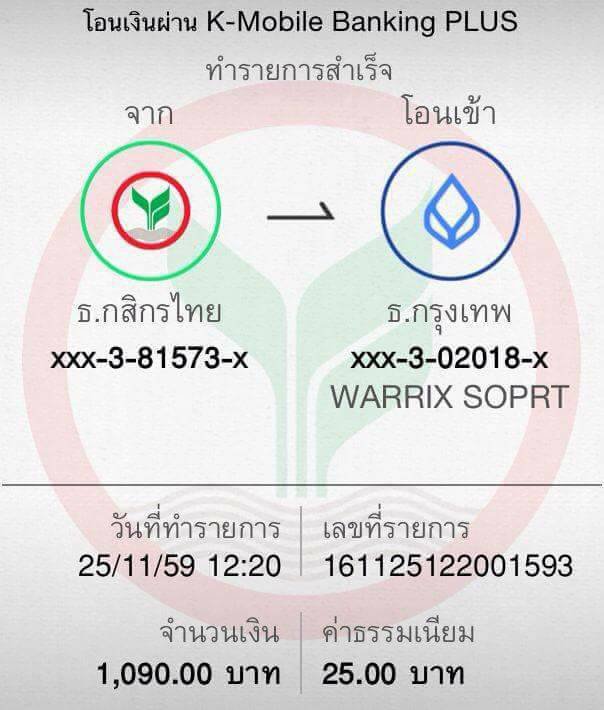 โอนเงินผ่าน K-Mobile Banking PLUS
ทำรายการสำเร็จ
จาก
โอนเข้า
ธ.กสิกรไทย
ธ.กรุงเทพ
xxx-3-81573-x
xxx-3-02018-x
WARRIX SOPRT
วันที่ทำรายการ
เลขที่รายการ
25/11/59 12:20
161125122001593
จำนวนเงิน
ค่าธรรมเนียม
1,090.00 บาท
25.00 บาท